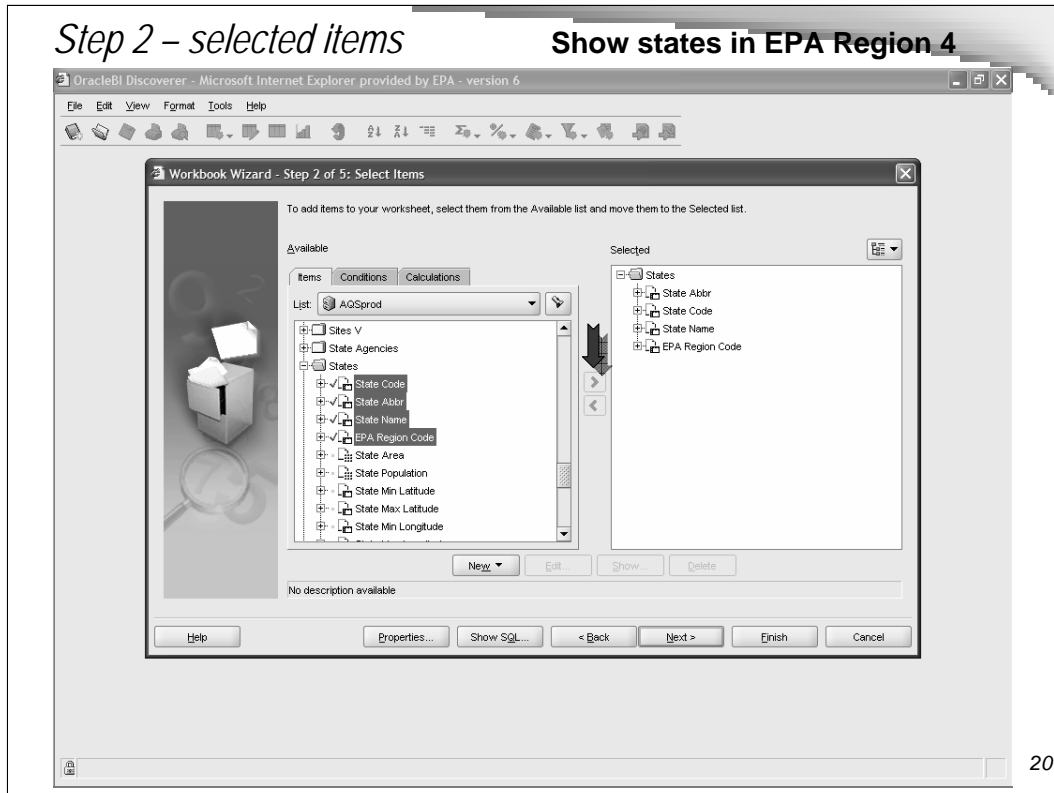 Step 2 – selected items
Show states in EPA Region 4
OracleBI Discoverer - Microsoft Internet Explorer provided by EPA - version 6
File Edit View Format Tools Help
Workbook Wizard - Step 2 of 5: Select Items
To add items to your worksheet, select them from the Available list and move them to the Selected list.
Available
Selected
Items Conditions Calculations
List: AQSprod
Sites V
State Agencies
States
State Code
State Abbr
State Name
EPA Region Code
State Area
State Population
State Min Latitude
State Max Latitude
State Min Longitude
States
State Abbr
State Code
State Name
EPA Region Code
New Edit... Show... Delete
No description available
Help Properties... Show SQL... < Back Next > Finish Cancel
20